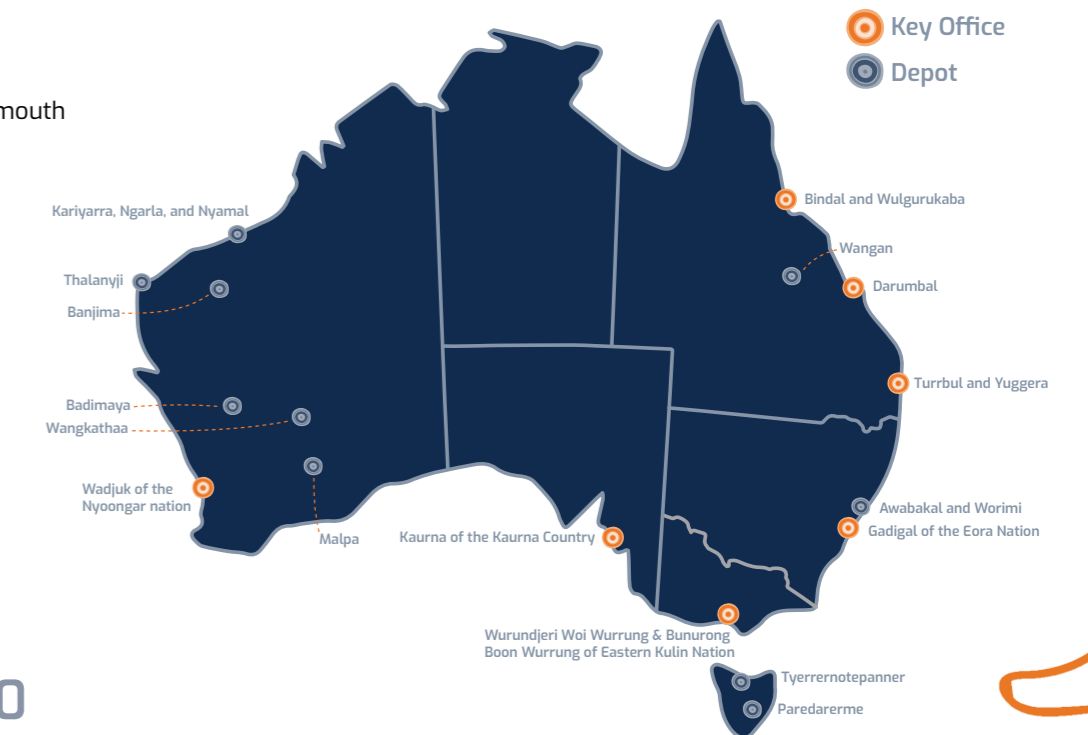 Key Office
Depot
mouth
Kariyarra, Ngarla, and Nyamal
Bindal and Wulgurukaba
Wangan
Thalanyji
Darumbal
Banjima
Turrbul and Yuggera
Badimaya
Wangkathaa
Wadjuk of the
Nyoongar nation
Awabakal and Worimi
Gadigal of the Eora Nation
Malpa
Kaurna of the Kaurna Country
Wurundjeri Woi Wurrung & Bunurong
Boon Wurrung of Eastern Kulin Nation
Tyerrernotepanner
Paredarerme